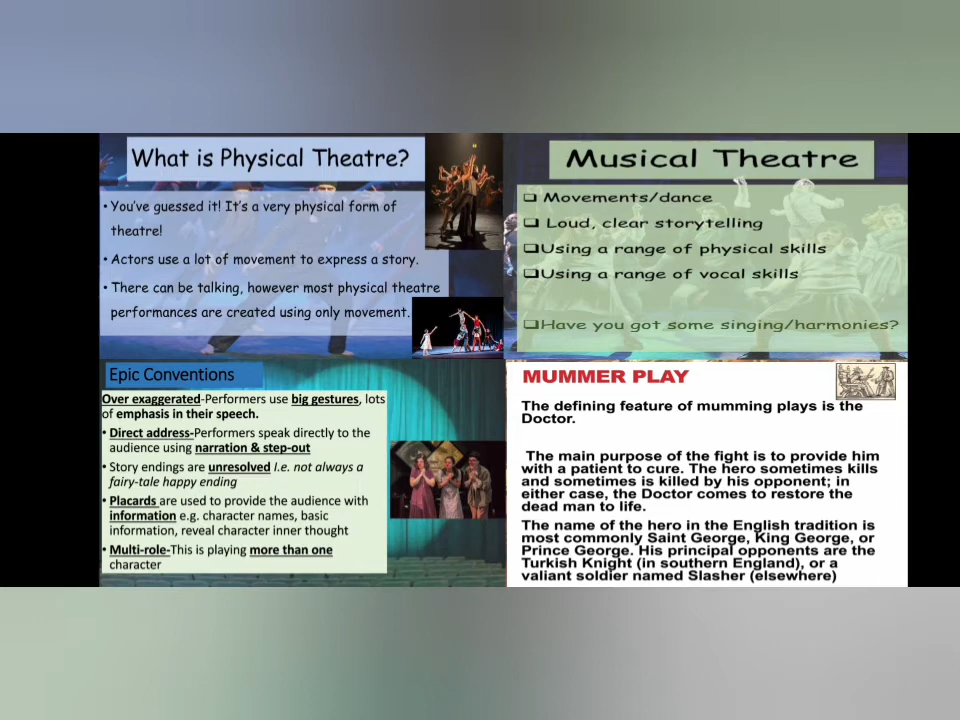 What is Physical Theatre?
• You've guessed it! It's a very physical form of
theatre!
• Actors use a lot of movement to express a story.
• There can be talking, however most physical theatre
performances are created using only movement.
Musical Theatre
❑ Movements/dance
❑ Loud, clear storytelling
❑Using a range of physical skills
❑Using a range of vocal skills
❑Have you got some singing/harmonies?
Epic Conventions
Over exaggerated-Performers use big gestures, lots
of emphasis in their speech.
• Direct address-Performers speak directly to the
audience using narration & step-out
• Story endings are unresolved I.e. not always a
fairy-tale happy ending
• Placards are used to provide the audience with
information e.g. character names, basic
information, reveal character inner thought
• Multi-role-This is playing more than one
character
MUMMER PLAY
The defining feature of mumming plays is the
Doctor.
The main purpose of the fight is to provide him
with a patient to cure. The hero sometimes kills
and sometimes is killed by his opponent; in
either case, the Doctor comes to restore the
dead man to life.
The name of the hero in the English tradition is
most commonly Saint George, King George, or
Prince George. His principal opponents are the
Turkish Knight (in southern England), or a
valiant soldier named Slasher (elsewhere)